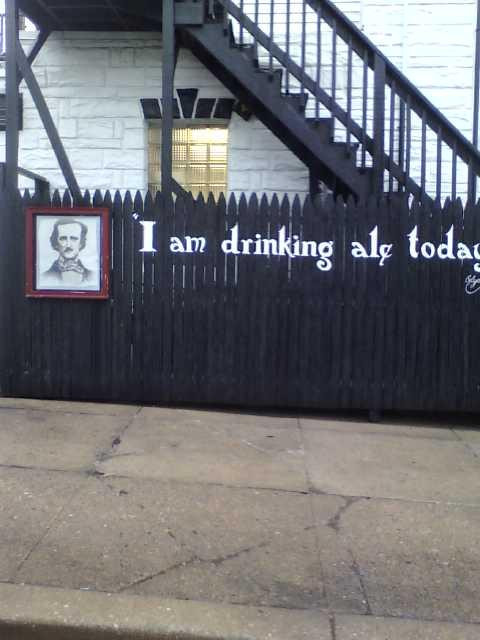 "I am drinking ale today